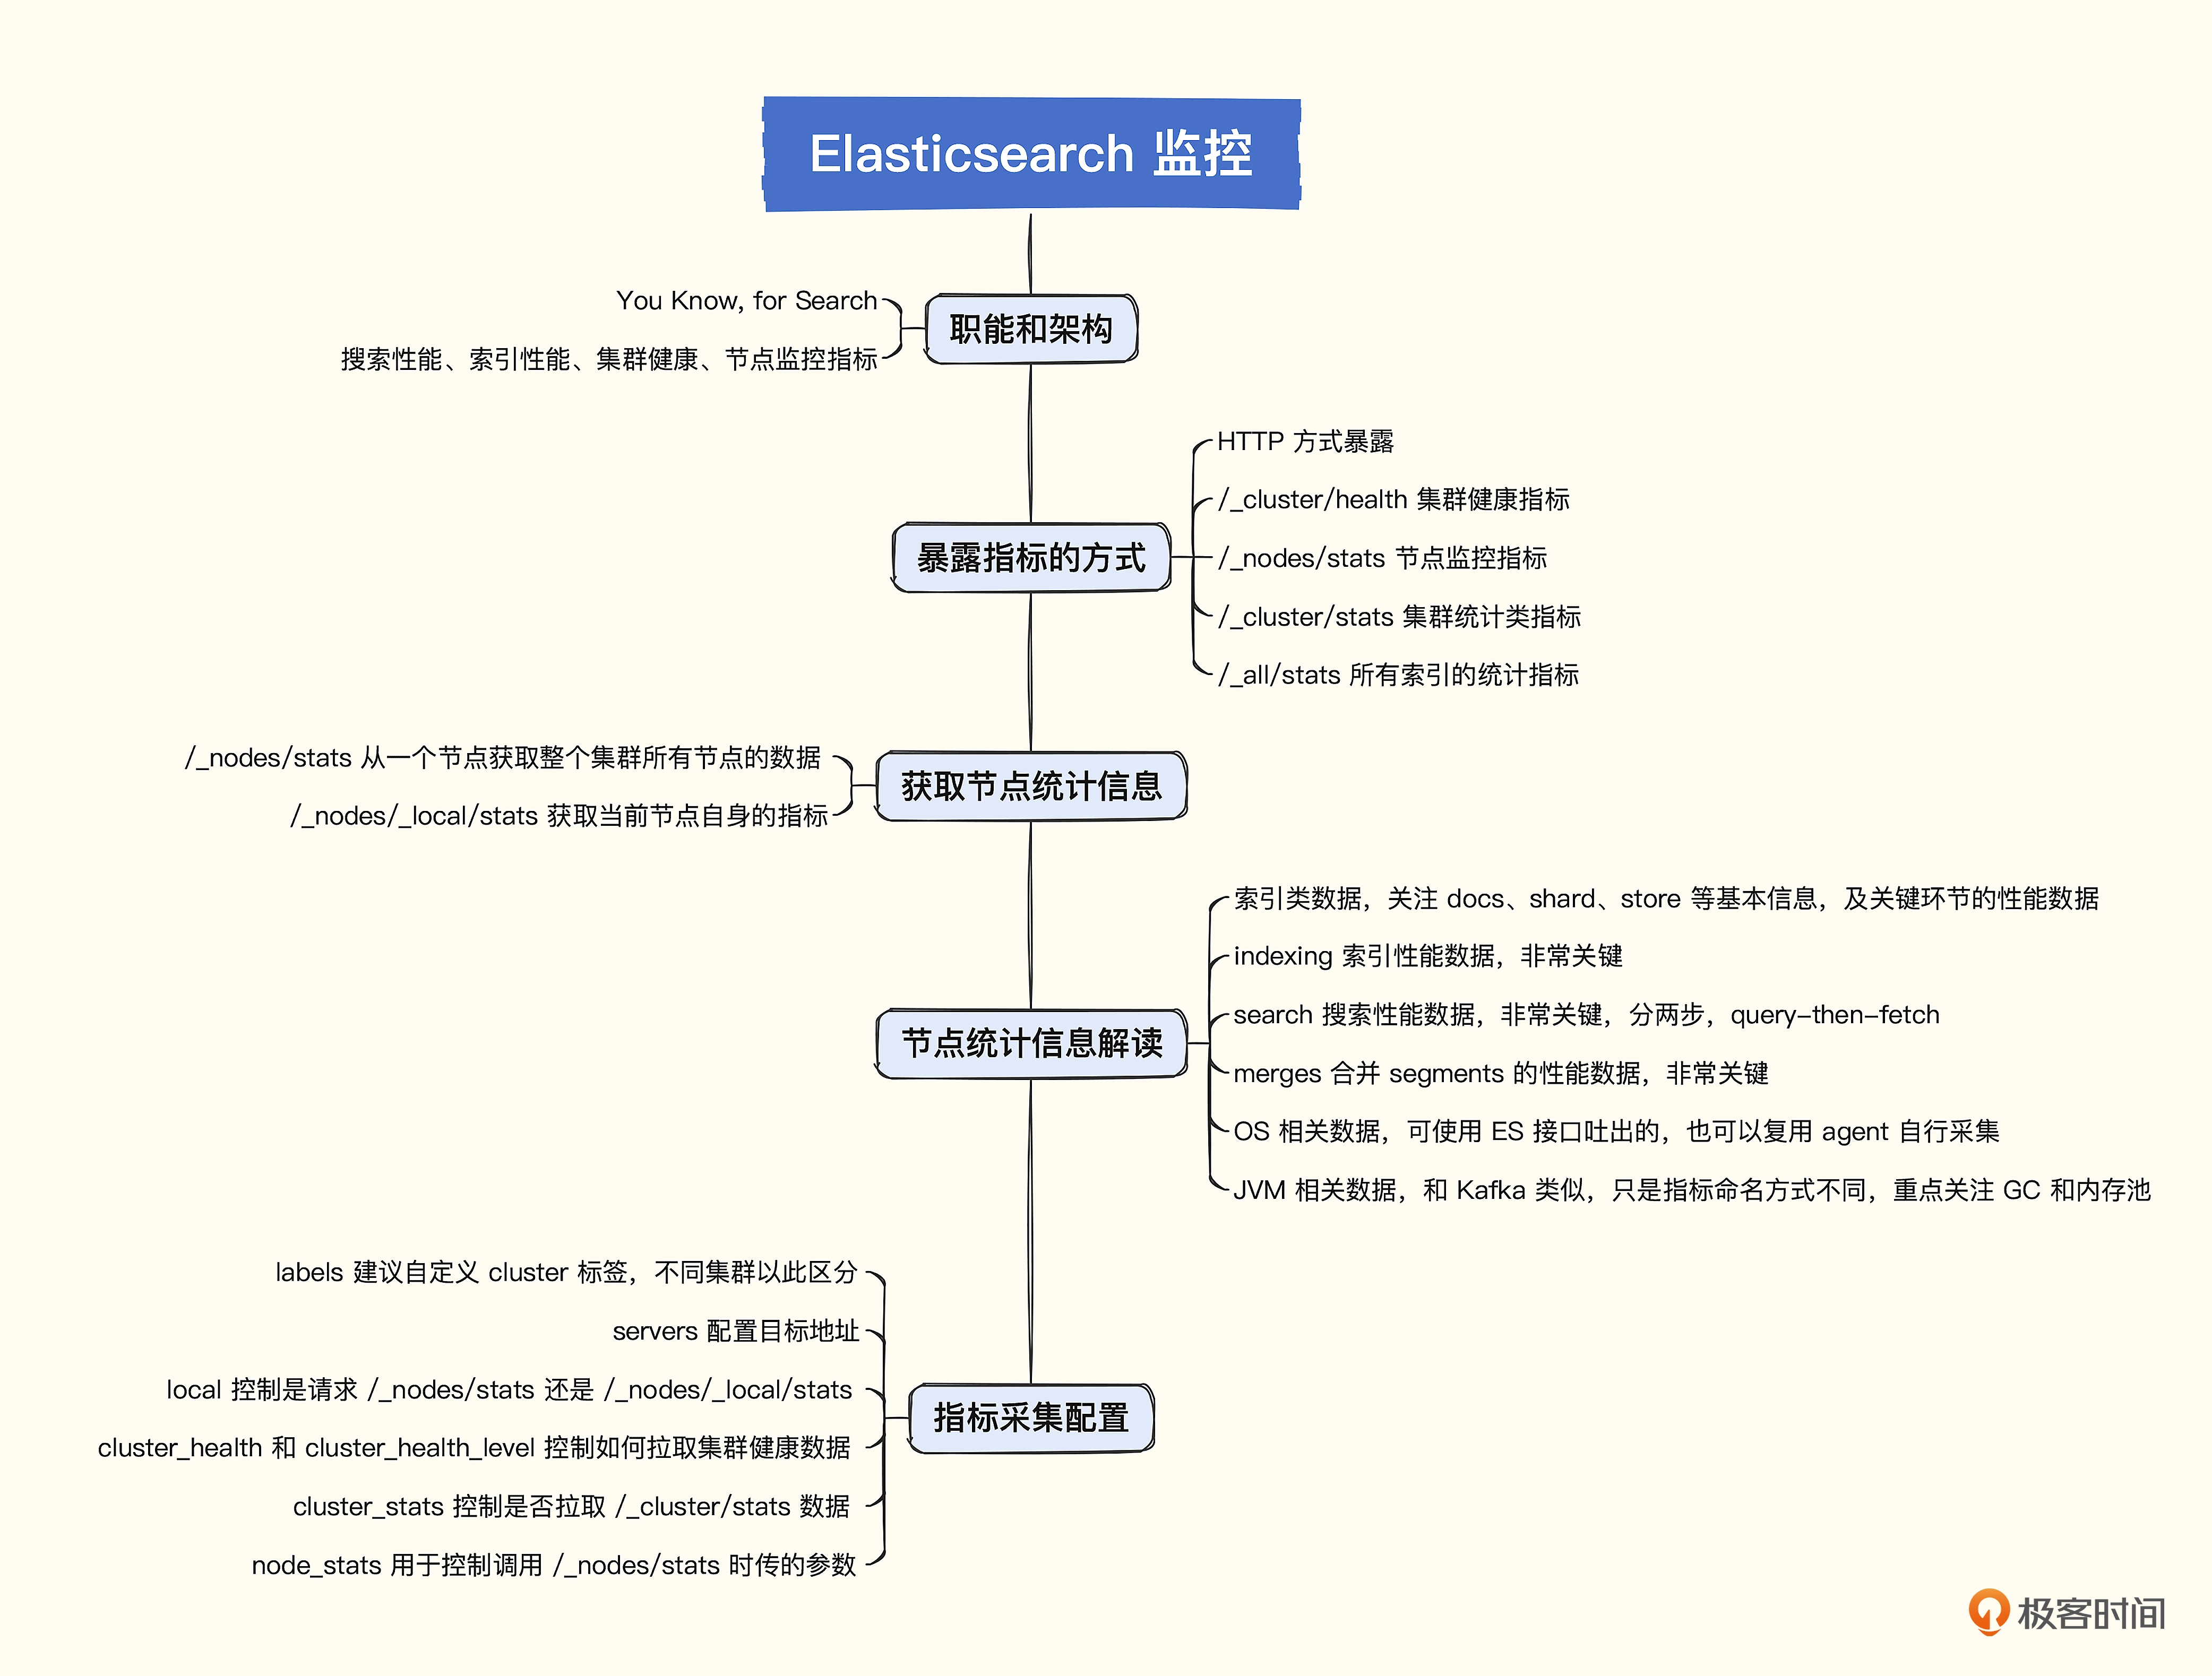 Elasticsearch 监控
职能和架构
You Know, for Search
搜索性能、索引性能、集群健康、节点监控指标
暴露指标的方式
HTTP 方式暴露
/_cluster/health 集群健康指标
/_nodes/stats 节点监控指标
/_cluster/stats 集群统计类指标
/_all/stats 所有索引的统计指标
获取节点统计信息
/_nodes/stats 从一个节点获取整个集群所有节点的数据
/_nodes/_local/stats 获取当前节点自身的指标
节点统计信息解读
索引类数据，关注 docs、shard、store 等基本信息，及关键环节的性能数据
indexing 索引性能数据，非常关键
search 搜索性能数据，非常关键，分两步，query-then-fetch
merges 合并 segments 的性能数据，非常关键
OS 相关数据，可使用 ES 接口吐出的，也可以复用 agent 自行采集
JVM 相关数据，和 Kafka 类似，只是指标命名方式不同，重点关注 GC 和内存池
指标采集配置
labels 建议自定义 cluster 标签，不同集群以此区分
servers 配置目标地址
local 控制是请求 /_nodes/stats 还是 /_nodes/_local/stats
cluster_health 和 cluster_health_level 控制如何拉取集群健康数据
cluster_stats 控制是否拉取 /_cluster/stats 数据
node_stats 用于控制调用 /_nodes/stats 时传的参数
极客时间